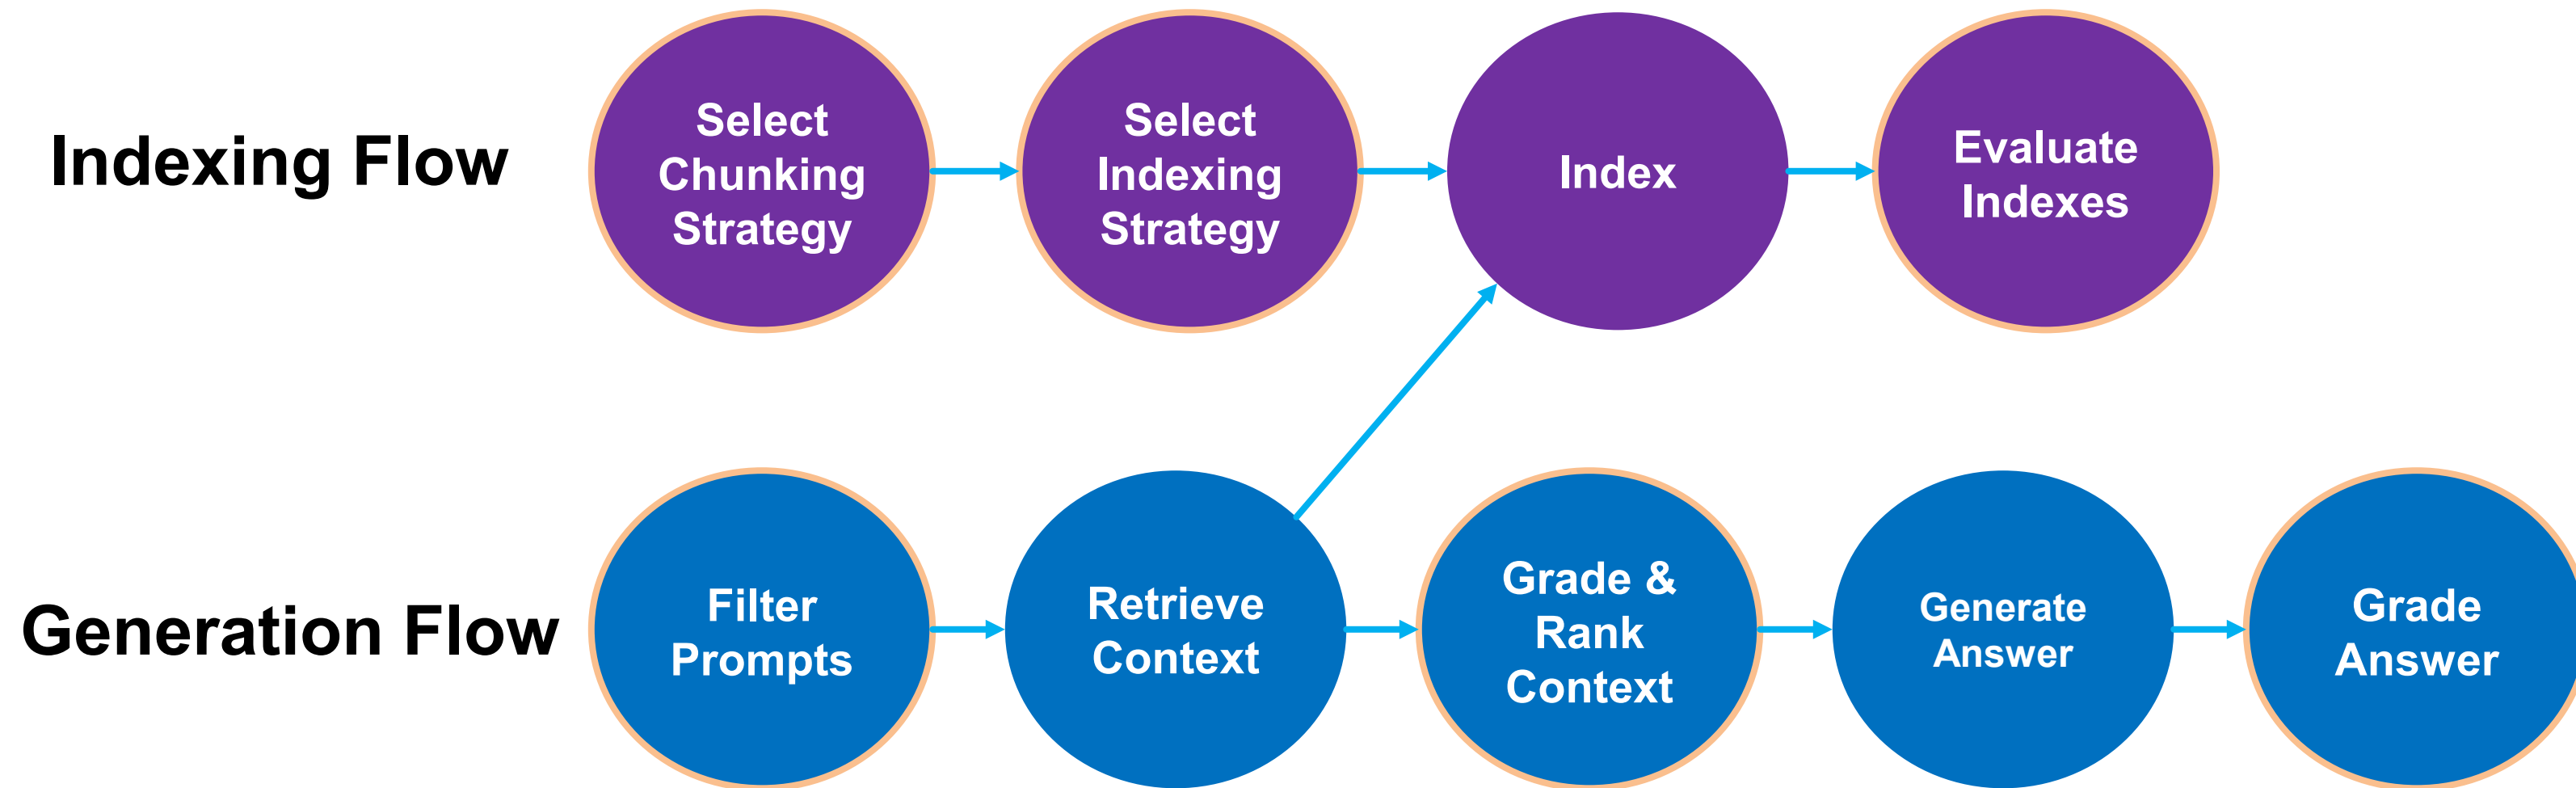 Indexing Flow
Select
Chunking
Strategy
Select
Indexing
Strategy
Index
Evaluate
Indexes
Generation Flow
Filter
Prompts
Retrieve
Context
Grade &
Rank
Context
Generate
Answer
Grade
Answer